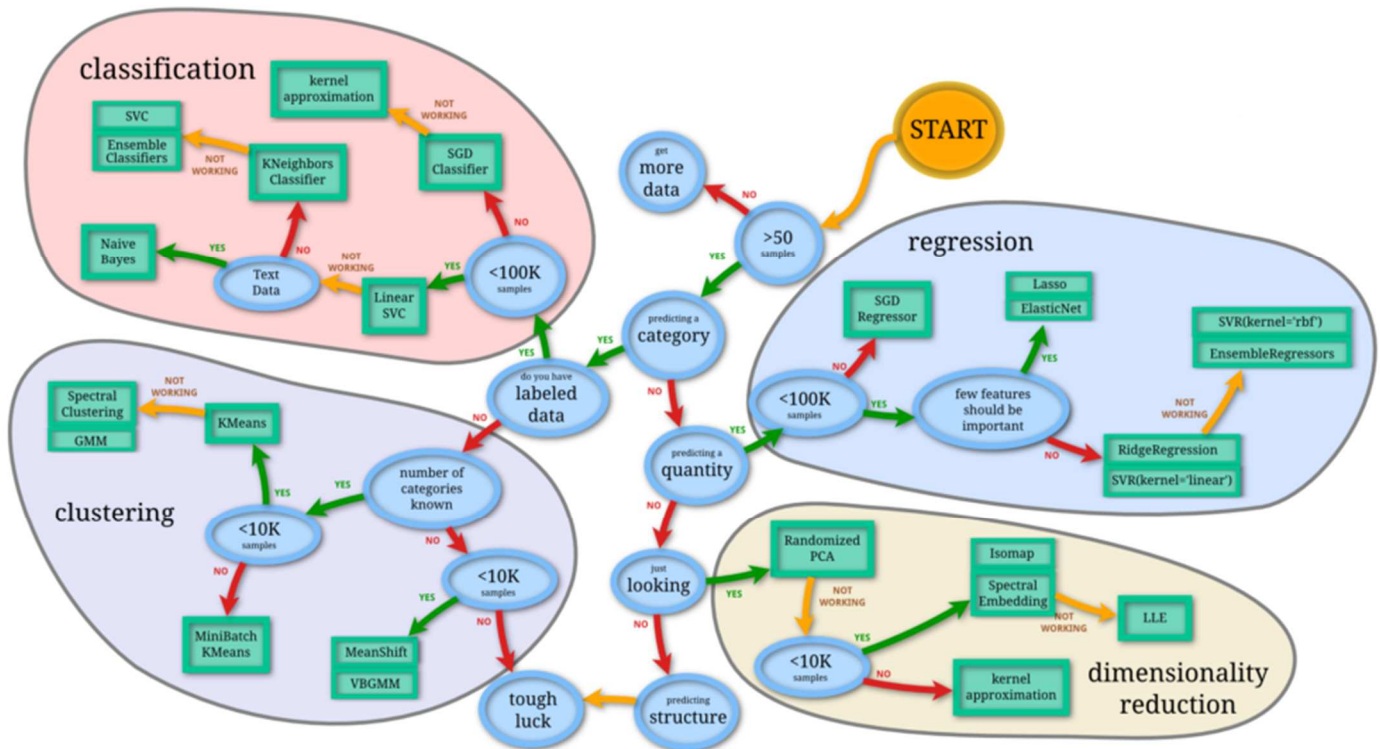 classification
kernel
approximation
NOT
WORKING
SVC
Ensemble
Classifiers
NOT
WORKING
KNeighbors
Classifier
SGD
Classifier
NO
Naive
Bayes
YES
NO
Text
Data
NOT
WORKING
Linear
SVC
YES
<100K
samples
START
get
more
data
NO
>50
samples
YES
predicting a
category
YES
NO
do you have
labeled
data
YES
NO
predicting a
quantity
YES
NO
just
looking
YES
NO
predicting
structure
tough
luck
regression
SGD
Regressor
Lasso
ElasticNet
SVR(kernel='rbf')
EnsembleRegressors
<100K
samples
NO
YES
few features
should be
important
YES
NO
NOT
WORKING
RidgeRegression
SVR(kernel='linear')
clustering
Spectral
Clustering
GMM
NOT
WORKING
KMeans
YES
number of
categories
known
YES
NO
<10K
samples
NO
MiniBatch
KMeans
<10K
samples
YES
NO
MeanShift
VBGMM
dimensionality
reduction
Randomized
PCA
NOT
WORKING
<10K
samples
YES
NO
Isomap
Spectral
Embedding
NOT
WORKING
LLE
kernel
approximation